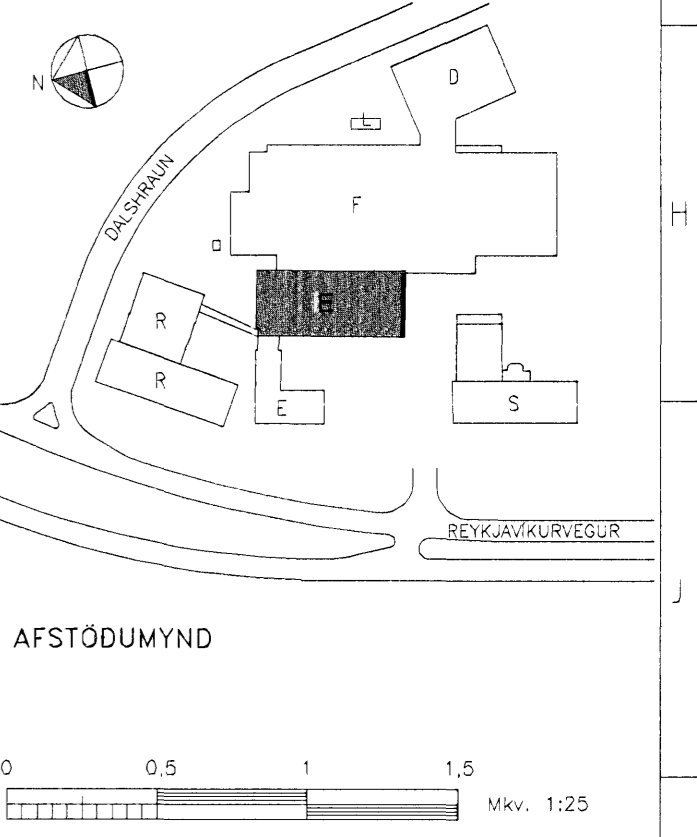 D
N
L
DALSHRAUN
F
H
R
R
E
S
REYKJAVÍKURVEGUR
J
AFSTÖÐUMYND
0 0,5 1 1,5
Mkv. 1:25